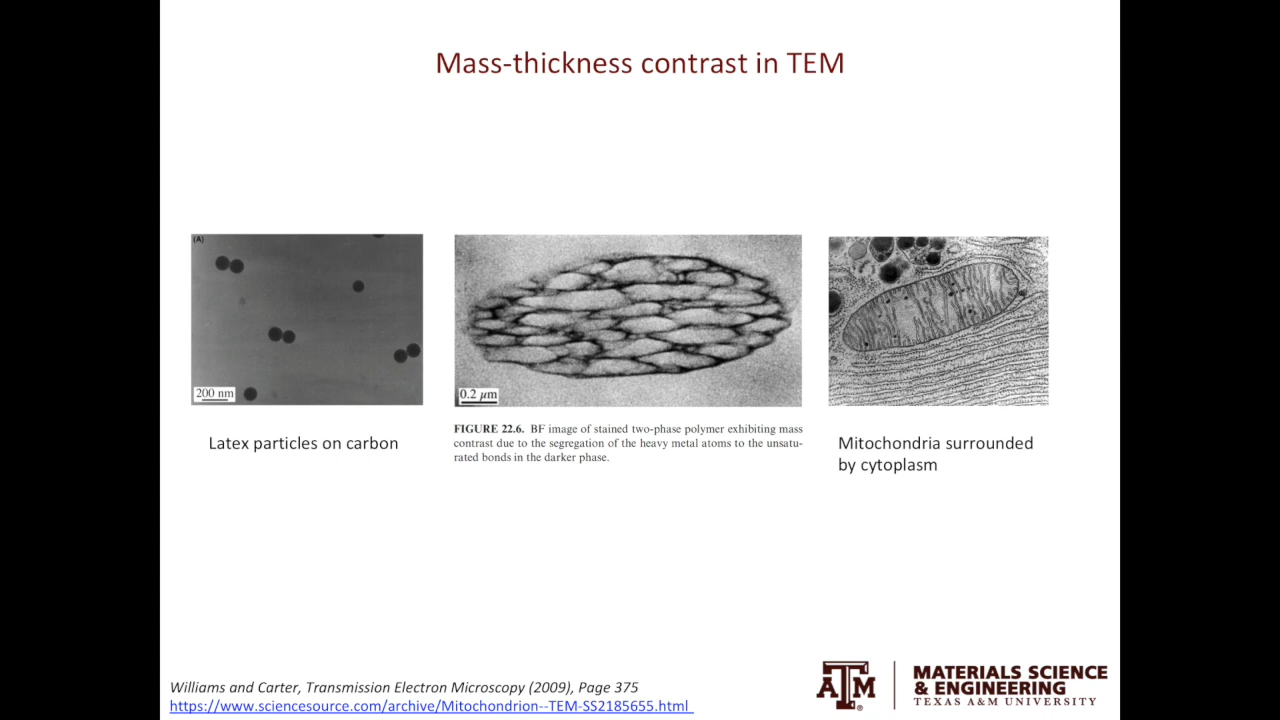 Mass-thickness contrast in TEM
(A)
200 nm
0.2 μm
Latex particles on carbon
FIGURE 22.6. BF image of stained two-phase polymer exhibiting mass
contrast due to the segregation of the heavy metal atoms to the unsatu-
rated bonds in the darker phase.
Mitochondria surrounded
by cytoplasm
Williams and Carter, Transmission Electron Microscopy (2009), Page 375
https://www.sciencesource.com/archive/Mitochondrion--TEM-SS2185655.html
ATM
MATERIALS SCIENCE
& ENGINEERING
TEXAS A&M UNIVERSITY